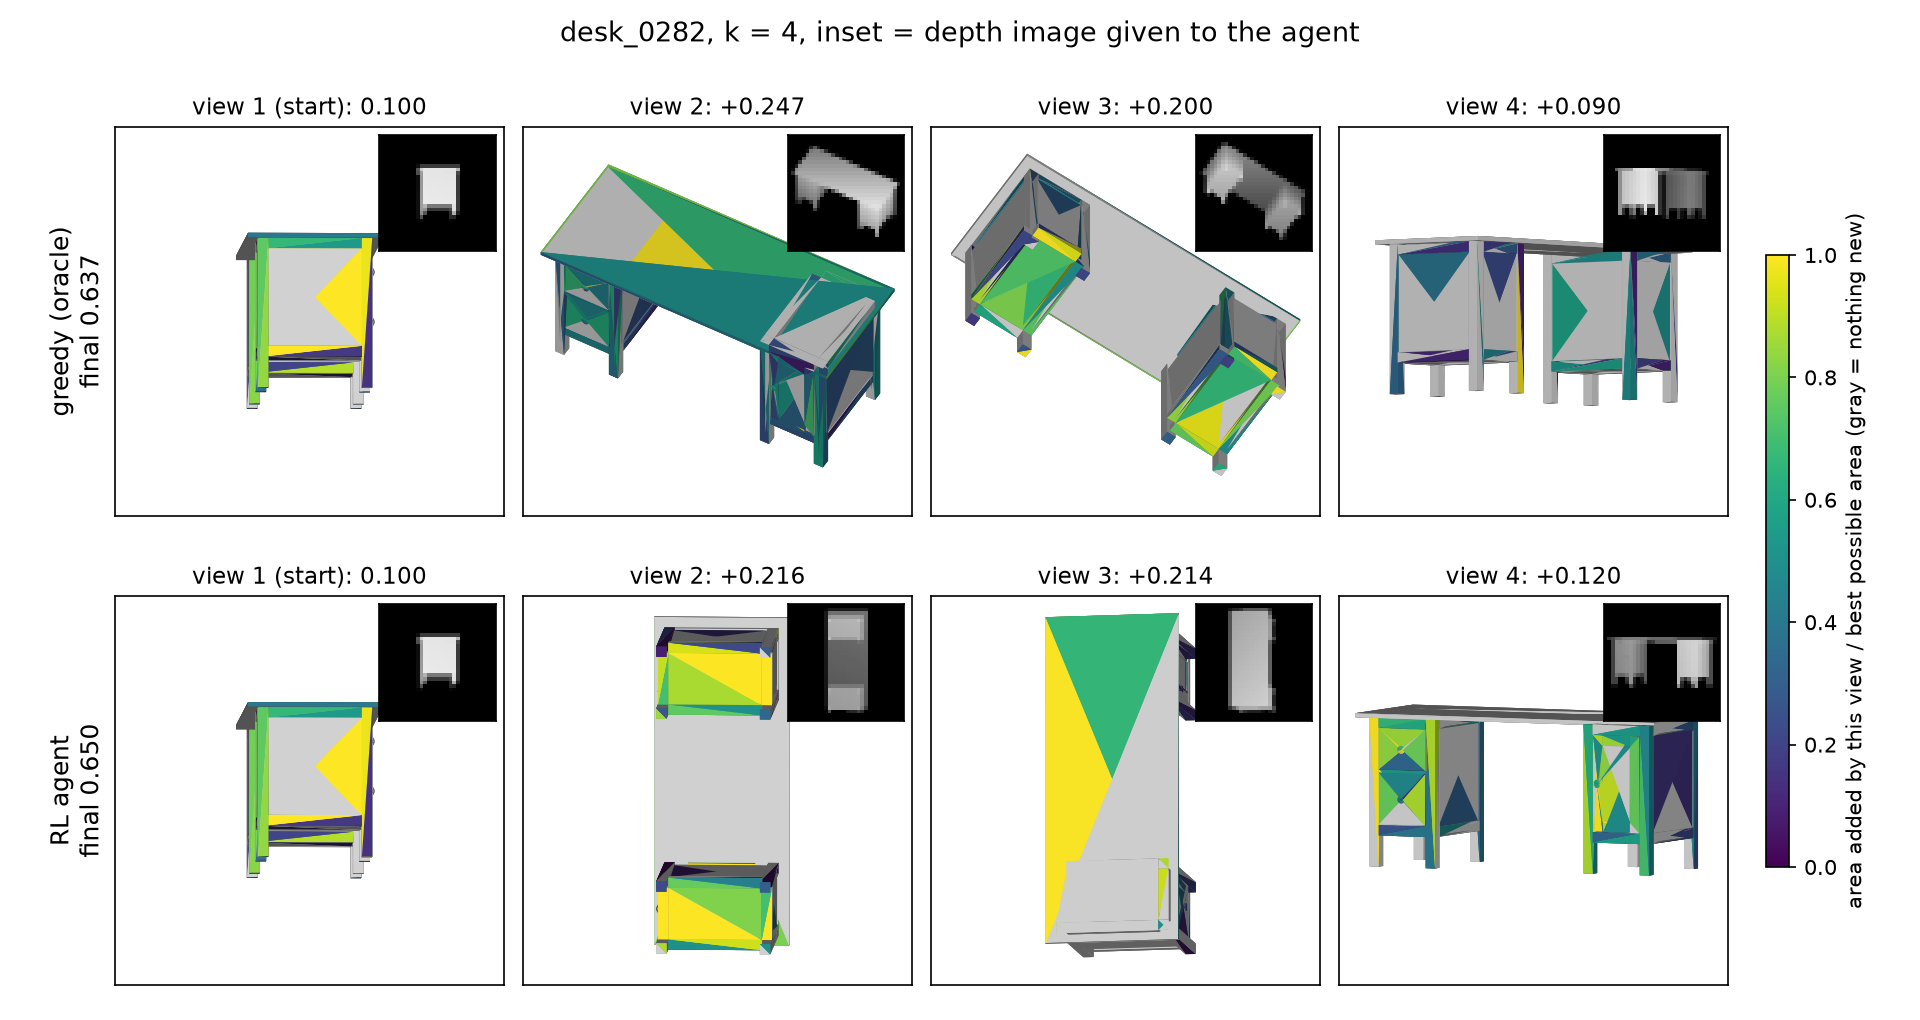 desk_0282, k = 4, inset = depth image given to the agent
view 1 (start): 0.100
view 2: +0.247
view 3: +0.200
view 4: +0.090
greedy (oracle)
final 0.637
view 1 (start): 0.100
view 2: +0.216
view 3: +0.214
view 4: +0.120
RL agent
final 0.650
1.0
0.8
0.6
0.4
0.2
0.0
area added by this view / best possible area (gray = nothing new)